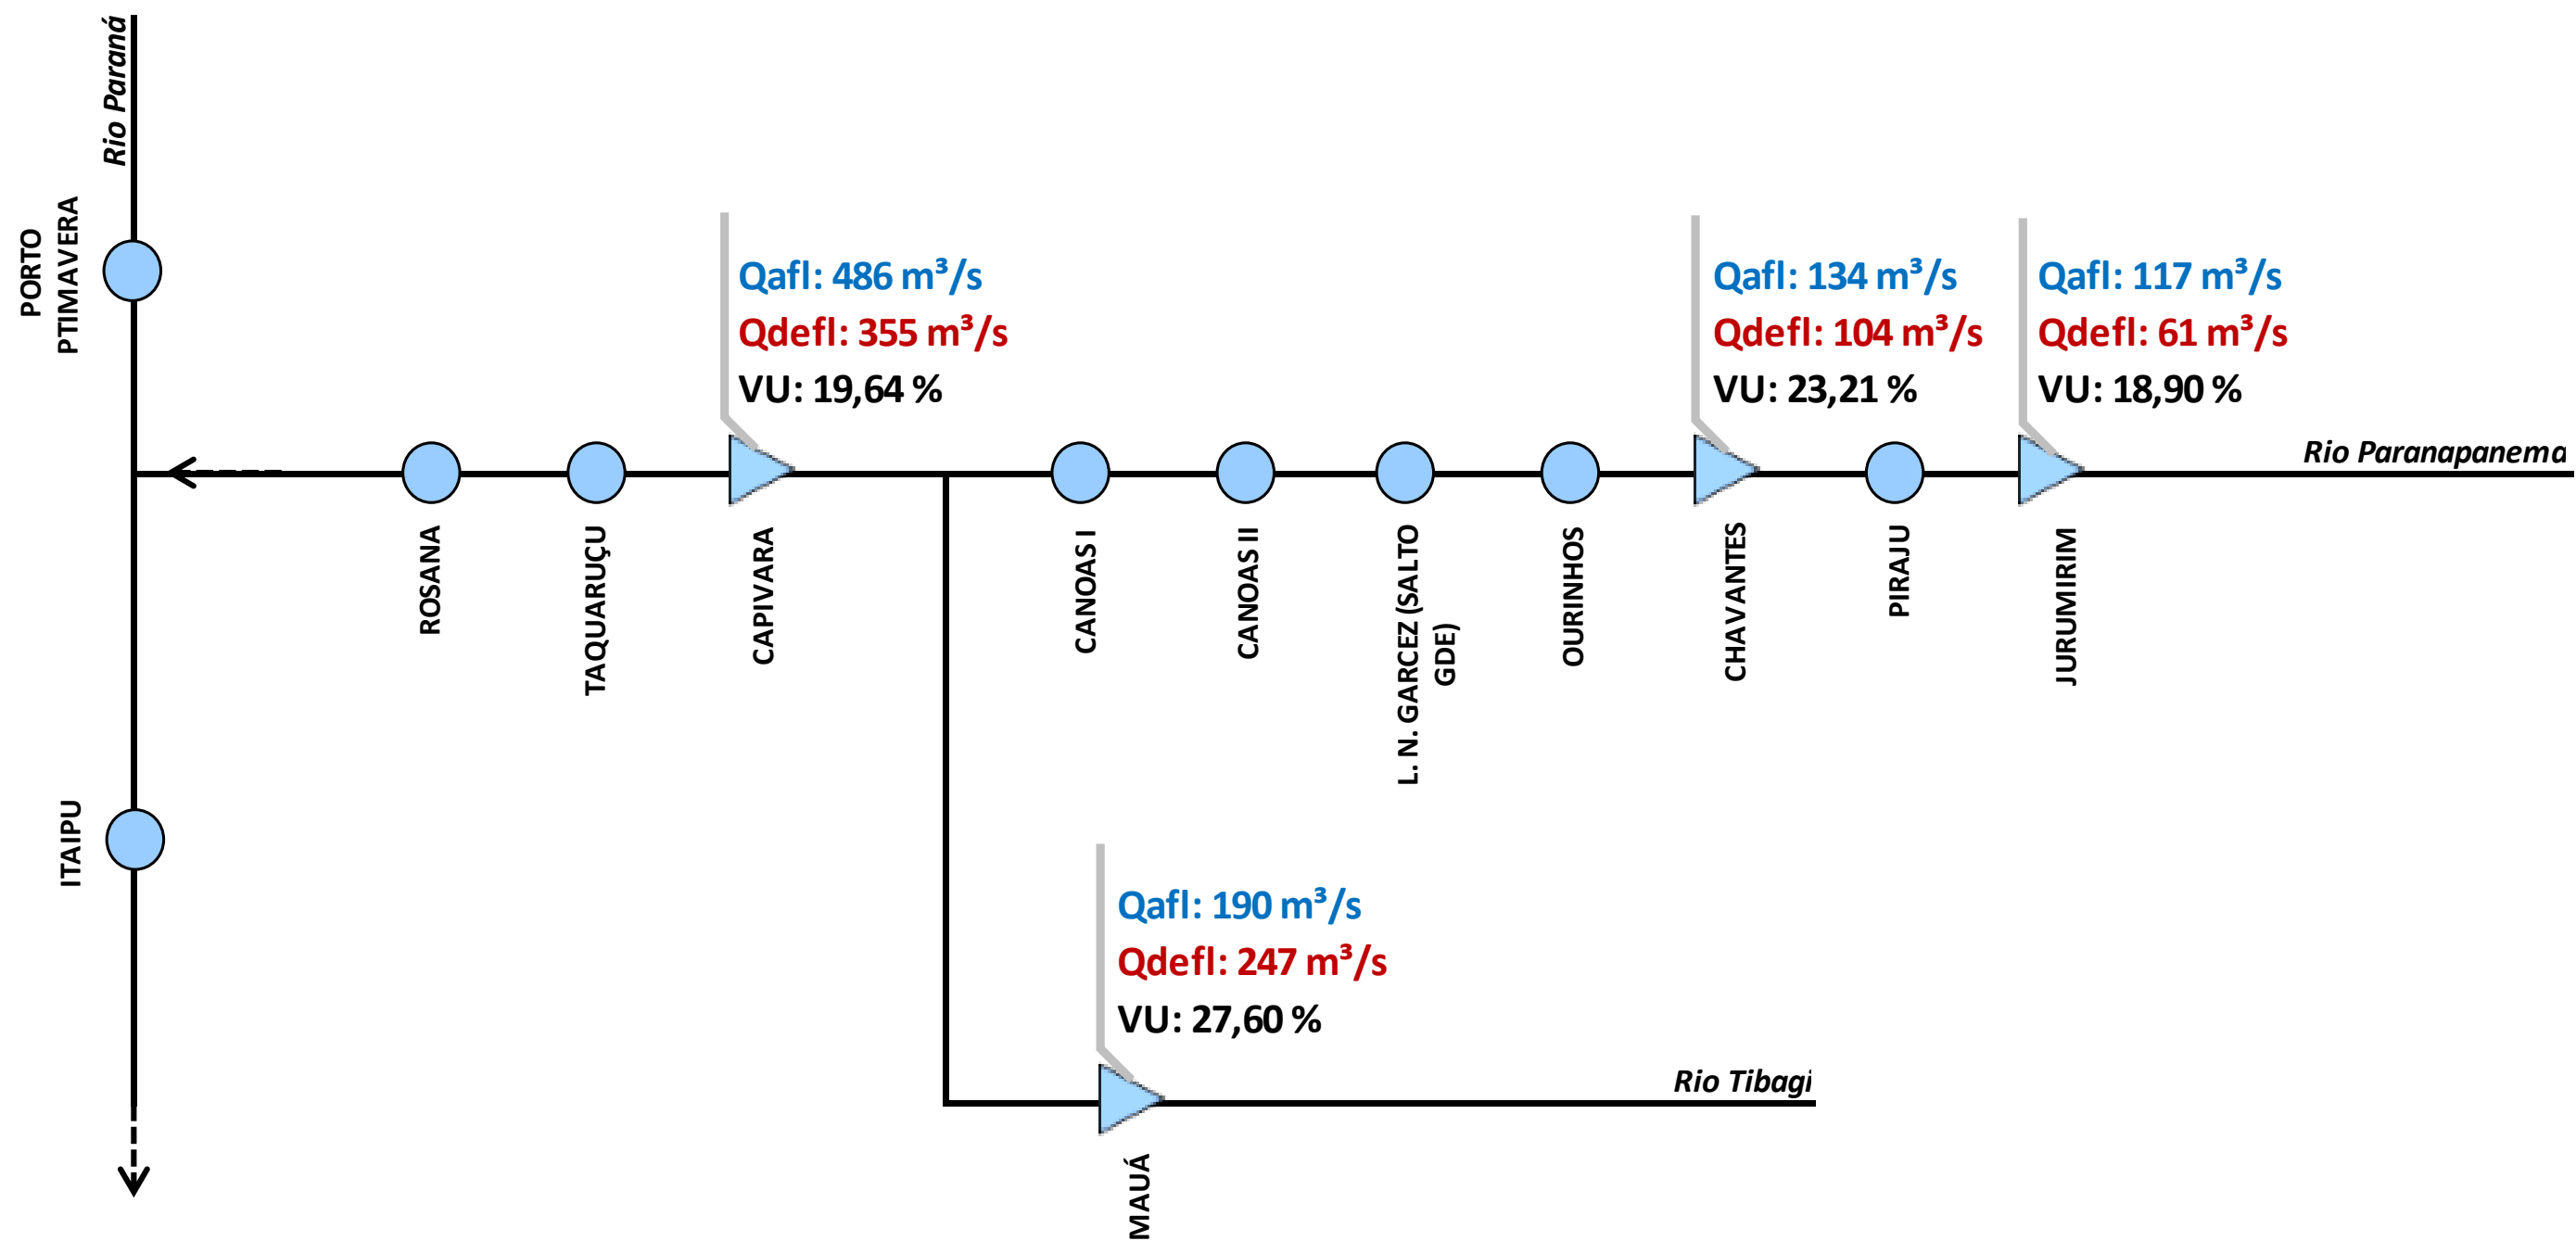 Rio Paraná
PORTO
PTIMAVERA
Qafl: 486 m³/s
Qdefl: 355 m³/s
VU: 19,64 %
Qafl: 134 m³/s
Qdefl: 104 m³/s
VU: 23,21 %
Qafl: 117 m³/s
Qdefl: 61 m³/s
VU: 18,90 %
Rio Paranapanema
ROSANA
TAQUARUÇU
CAPIVARA
CANOAS I
CANOAS II
L. N. GARCEZ (SALTO
GDE)
OURINHOS
CHAVANTES
PIRAJU
JURUMIRIM
ITAIPU
Qafl: 190 m³/s
Qdefl: 247 m³/s
VU: 27,60 %
Rio Tibagi
MAUÁ